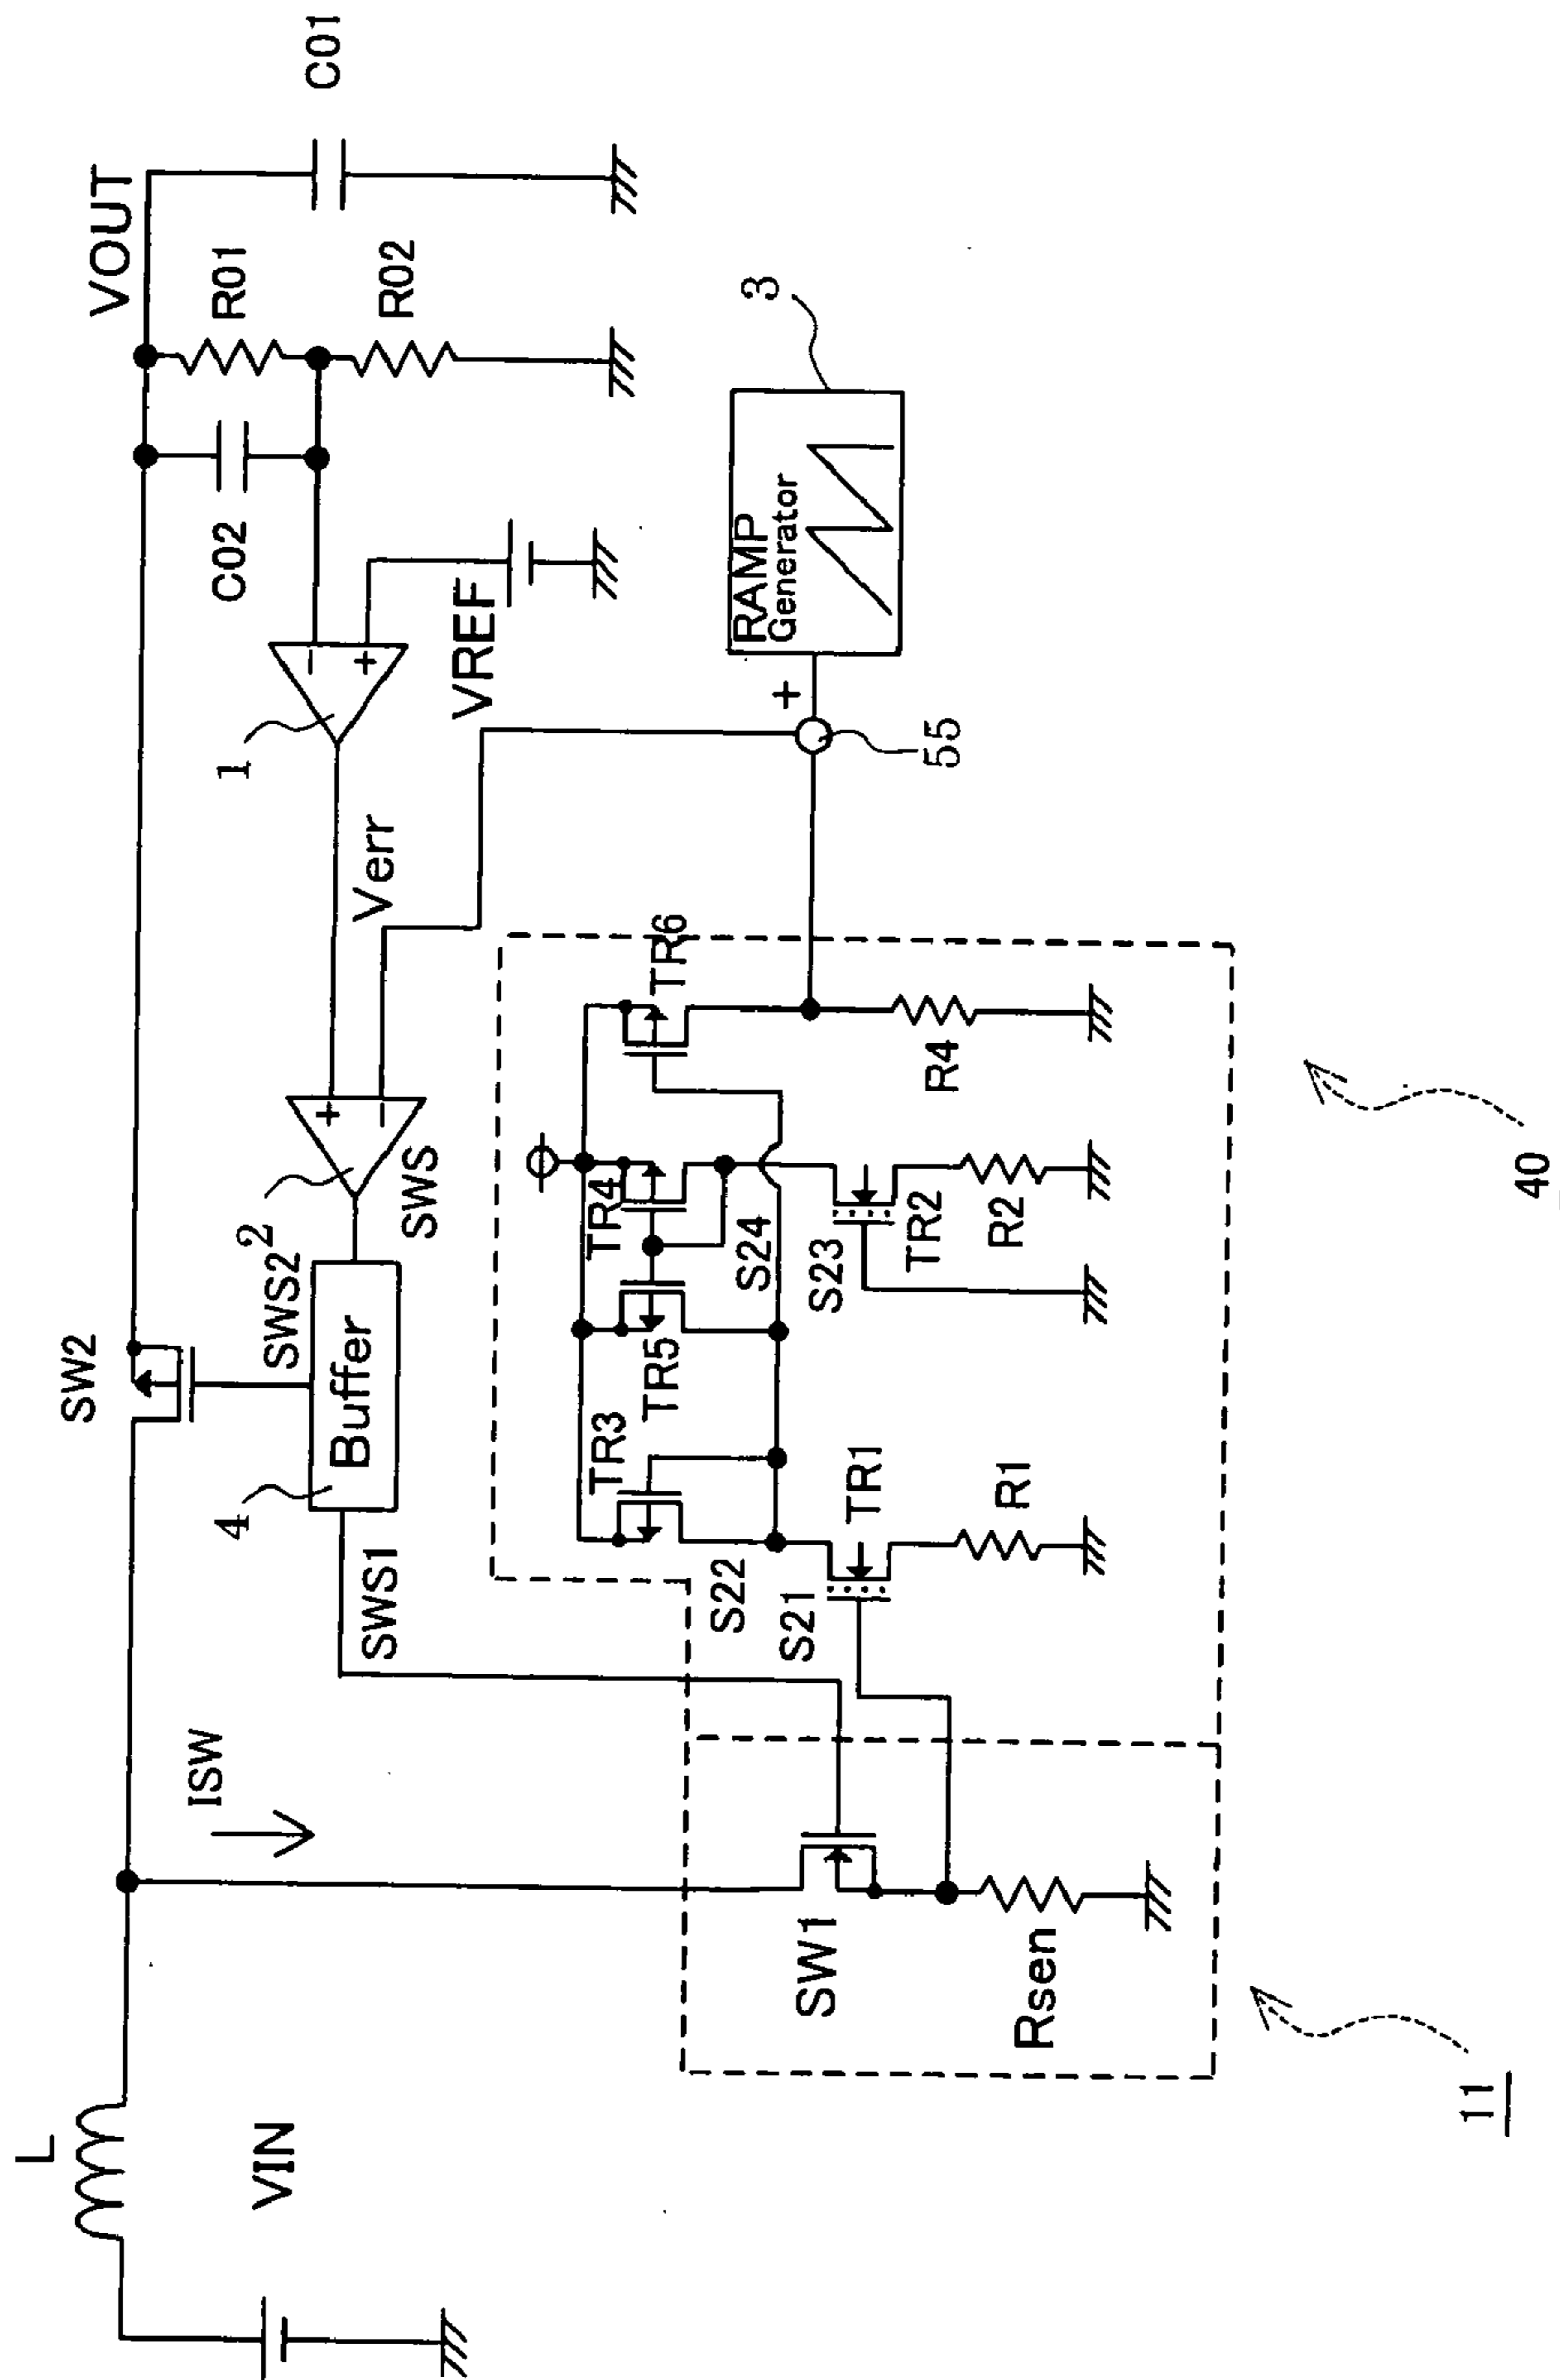 L
VIN
ISW
SW2
VOUT
C01
R01
R02
C02
1
VREF
Verr
2
SWS
SWS2
Buffer
4
SWS1
+
-
-
+
3
RAMP
Generator
+
55
TR6
TR4
TR5
TR3
S24
S22
S23
S21
TR2
TR1
R4
R2
R1
SW1
Rsen
11
40